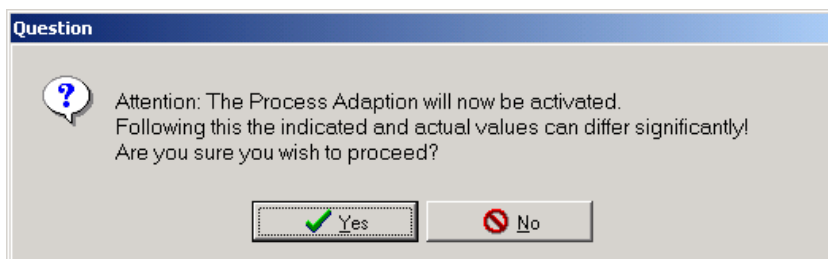 Question
Attention: The Process Adaption will now be activated.
Following this the indicated and actual values can differ significantly!
Are you sure you wish to proceed?
Yes
No